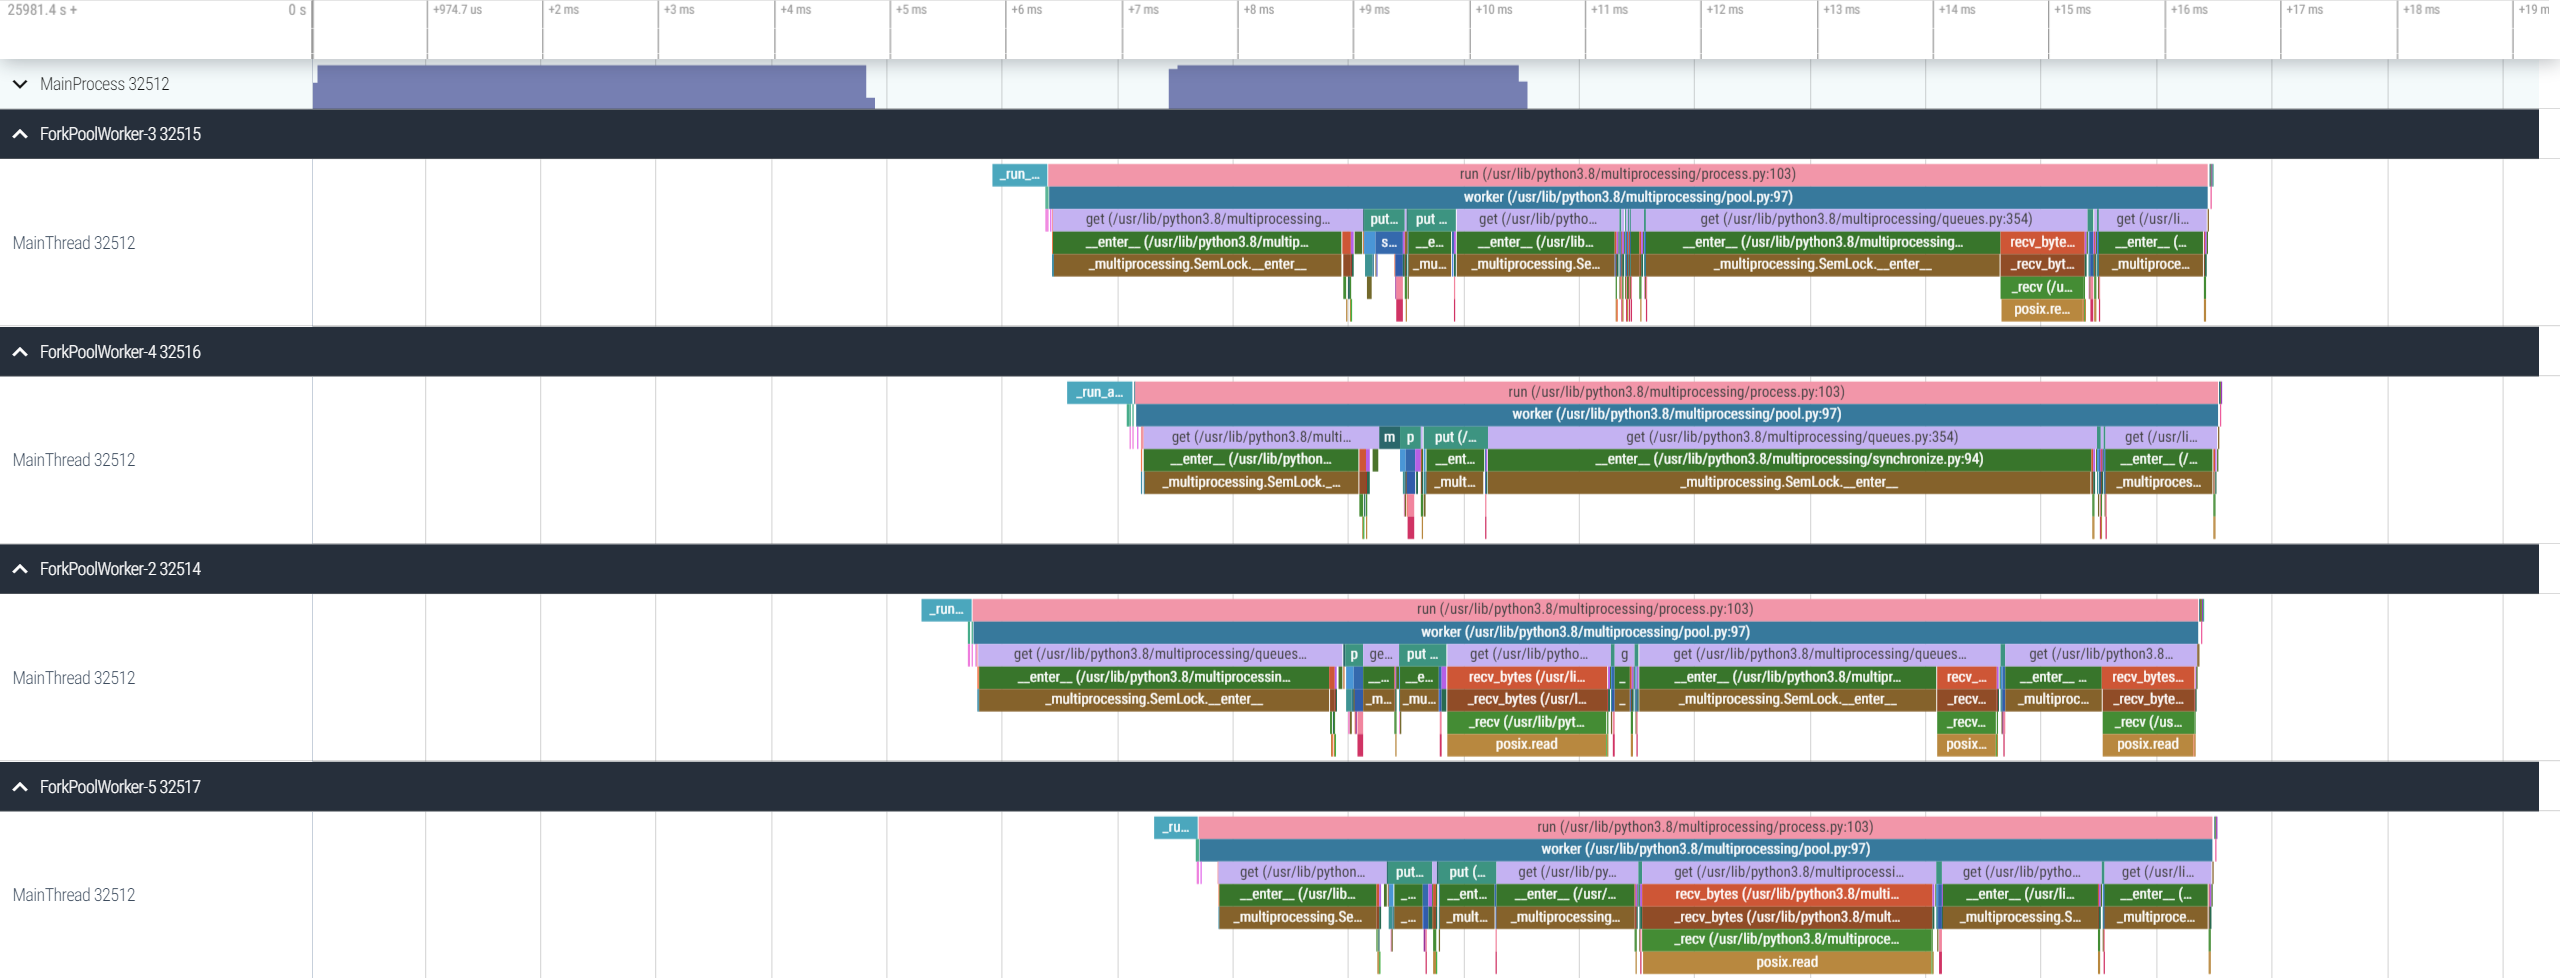 25981.4 s + 0 s +974.7 us +2 ms +3 ms +4 ms +5 ms +6 ms +7 ms +8 ms +9 ms +10 ms +11 ms +12 ms +13 ms +14 ms +15 ms +16 ms +17 ms +18 ms +19 m
MainProcess 32512
ForkPoolWorker-3 32515
_run_... run (/usr/lib/python3.8/multiprocessing/process.py:103)
worker (/usr/lib/python3.8/multiprocessing/pool.py:97)
get (/usr/lib/python3.8/multiprocessing... put... put ... get (/usr/lib/pytho... get (/usr/lib/python3.8/multiprocessing/queues.py:354) get (/usr/li...
MainThread 32512 __enter__ (/usr/lib/python3.8/multip... s... __e... __enter__ (/usr/lib... __enter__ (/usr/lib/python3.8/multiprocessing... recv_byte... __enter__ (...
_multiprocessing.SemLock.__enter__ _mu... _multiprocessing.Se... _multiprocessing.SemLock.__enter__ _recv_byt... _multiproce...
_recv (/u...
posix.re...
ForkPoolWorker-4 32516
_run_a... run (/usr/lib/python3.8/multiprocessing/process.py:103)
worker (/usr/lib/python3.8/multiprocessing/pool.py:97)
get (/usr/lib/python3.8/multi... m p put (/... get (/usr/lib/python3.8/multiprocessing/queues.py:354) get (/usr/li...
MainThread 32512 __enter__ (/usr/lib/python... __ent... __enter__ (/usr/lib/python3.8/multiprocessing/synchronize.py:94) __enter__ (/...
_multiprocessing.SemLock._... _mult... _multiprocessing.SemLock.__enter__ _multiproces...
ForkPoolWorker-2 32514
_run... run (/usr/lib/python3.8/multiprocessing/process.py:103)
worker (/usr/lib/python3.8/multiprocessing/pool.py:97)
get (/usr/lib/python3.8/multiprocessing/queues... p ge... put ... get (/usr/lib/pytho... g get (/usr/lib/python3.8/multiprocessing/queues... get (/usr/lib/python3.8...
MainThread 32512 __enter__ (/usr/lib/python3.8/multiprocessin... __... __e... recv_bytes (/usr/li... _ __enter__ (/usr/lib/python3.8/multipr... recv_... __enter__ ... recv_bytes...
_multiprocessing.SemLock.__enter__ _m... _mu... _recv_bytes (/usr/l... _ _multiprocessing.SemLock.__enter__ _recv... _multiproc... _recv_byte...
_recv (/usr/lib/pyt... _recv... _recv (/us...
posix.read posix... posix.read
ForkPoolWorker-5 32517
_ru... run (/usr/lib/python3.8/multiprocessing/process.py:103)
worker (/usr/lib/python3.8/multiprocessing/pool.py:97)
get (/usr/lib/python... put... put (... get (/usr/lib/py... get (/usr/lib/python3.8/multiprocessi... get (/usr/lib/pytho... get (/usr/li...
MainThread 32512 __enter__ (/usr/lib... _... __ent... __enter__ (/usr/... recv_bytes (/usr/lib/python3.8/multi... __enter__ (/usr/li... __enter__ (...
_multiprocessing.Se... _... _mult... _multiprocessing... _recv_bytes (/usr/lib/python3.8/mult... _multiprocessing.S... _multiproce...
_recv (/usr/lib/python3.8/multiproce...
posix.read